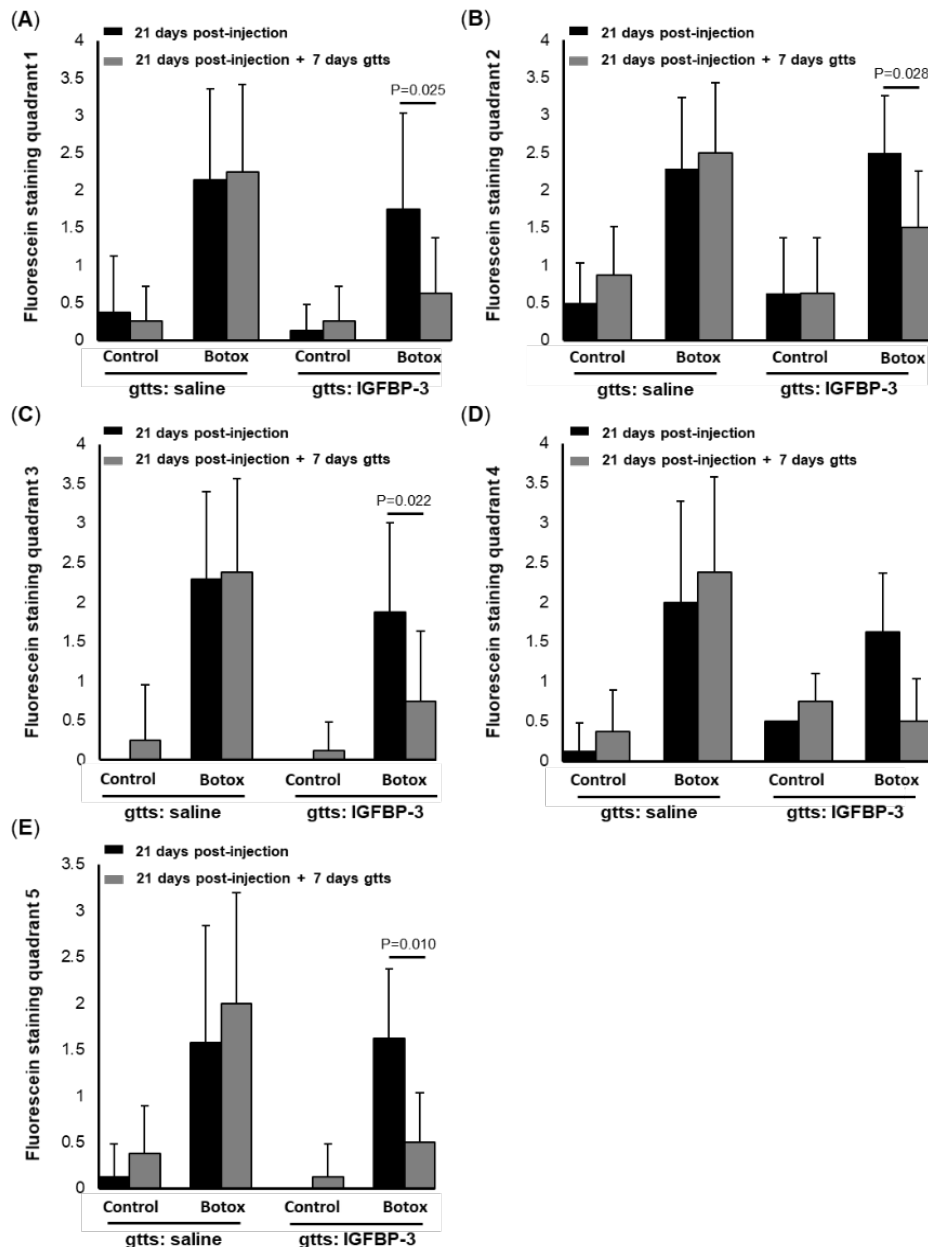 (A)
21 days post-injection
21 days post-injection + 7 days gtts
Fluorescein staining quadrant 1
4
3.5
3
2.5
2
1.5
1
0.5
0
P=0.025
Control Botox Control Botox
gtts: saline gtts: IGFBP-3
(B)
21 days post-injection
21 days post-injection + 7 days gtts
Fluorescein staining quadrant 2
4
3.5
3
2.5
2
1.5
1
0.5
0
P=0.028
Control Botox Control Botox
gtts: saline gtts: IGFBP-3
(C)
21 days post-injection
21 days post-injection + 7 days gtts
Fluorescein staining quadrant 3
4
3.5
3
2.5
2
1.5
1
0.5
0
P=0.022
Control Botox Control Botox
gtts: saline gtts: IGFBP-3
(D)
21 days post-injection
21 days post-injection + 7 days gtts
Fluorescein staining quadrant 4
4
3.5
3
2.5
2
1.5
1
0.5
0
Control Botox Control Botox
gtts: saline gtts: IGFBP-3
(E)
21 days post-injection
21 days post-injection + 7 days gtts
Fluorescein staining quadrant 5
3.5
3
2.5
2
1.5
1
0.5
0
P=0.010
Control Botox Control Botox
gtts: saline gtts: IGFBP-3